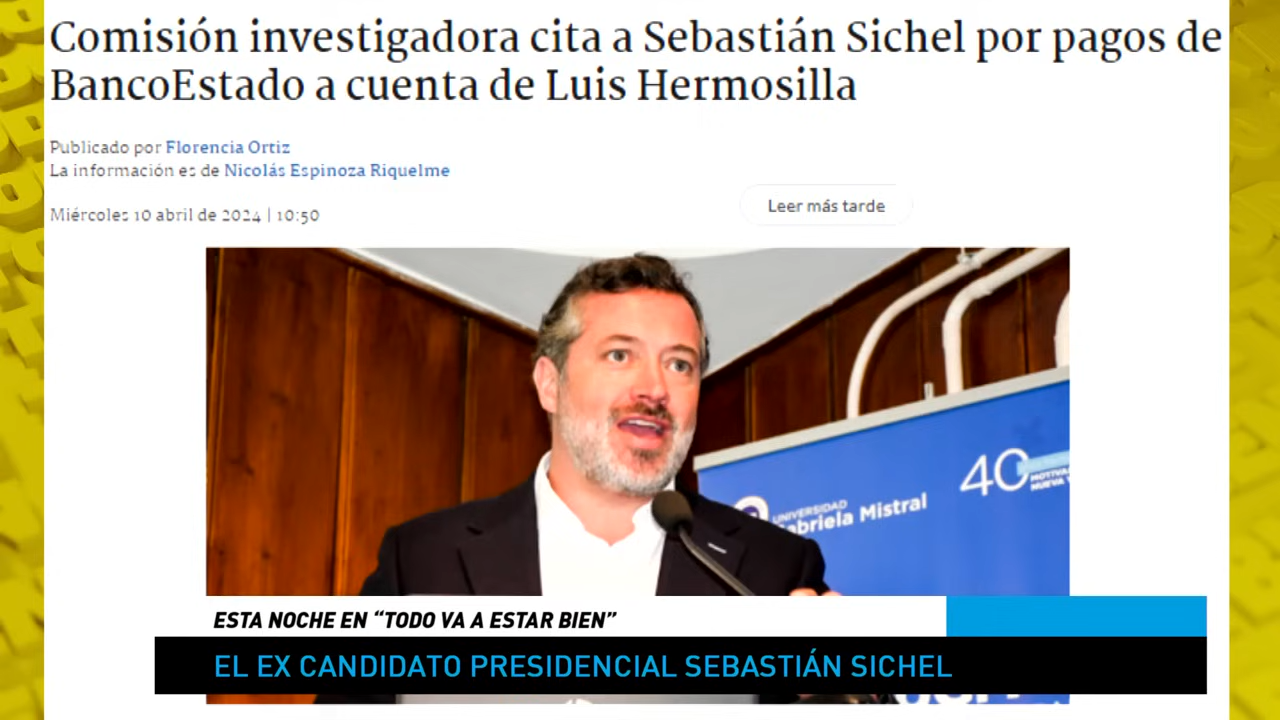 Comisión investigadora cita a Sebastián Sichel por pagos de
BancoEstado a cuenta de Luis Hermosilla
Publicado por Florencia Ortiz
La información es de Nicolás Espinoza Riquelme
Miércoles 10 abril de 2024 | 10:50
Leer más tarde
40
UNIVERSIDAD
Gabriela Mistral
ESTA NOCHE EN “TODO VA A ESTAR BIEN”
EL EX CANDIDATO PRESIDENCIAL SEBASTIÁN SICHEL